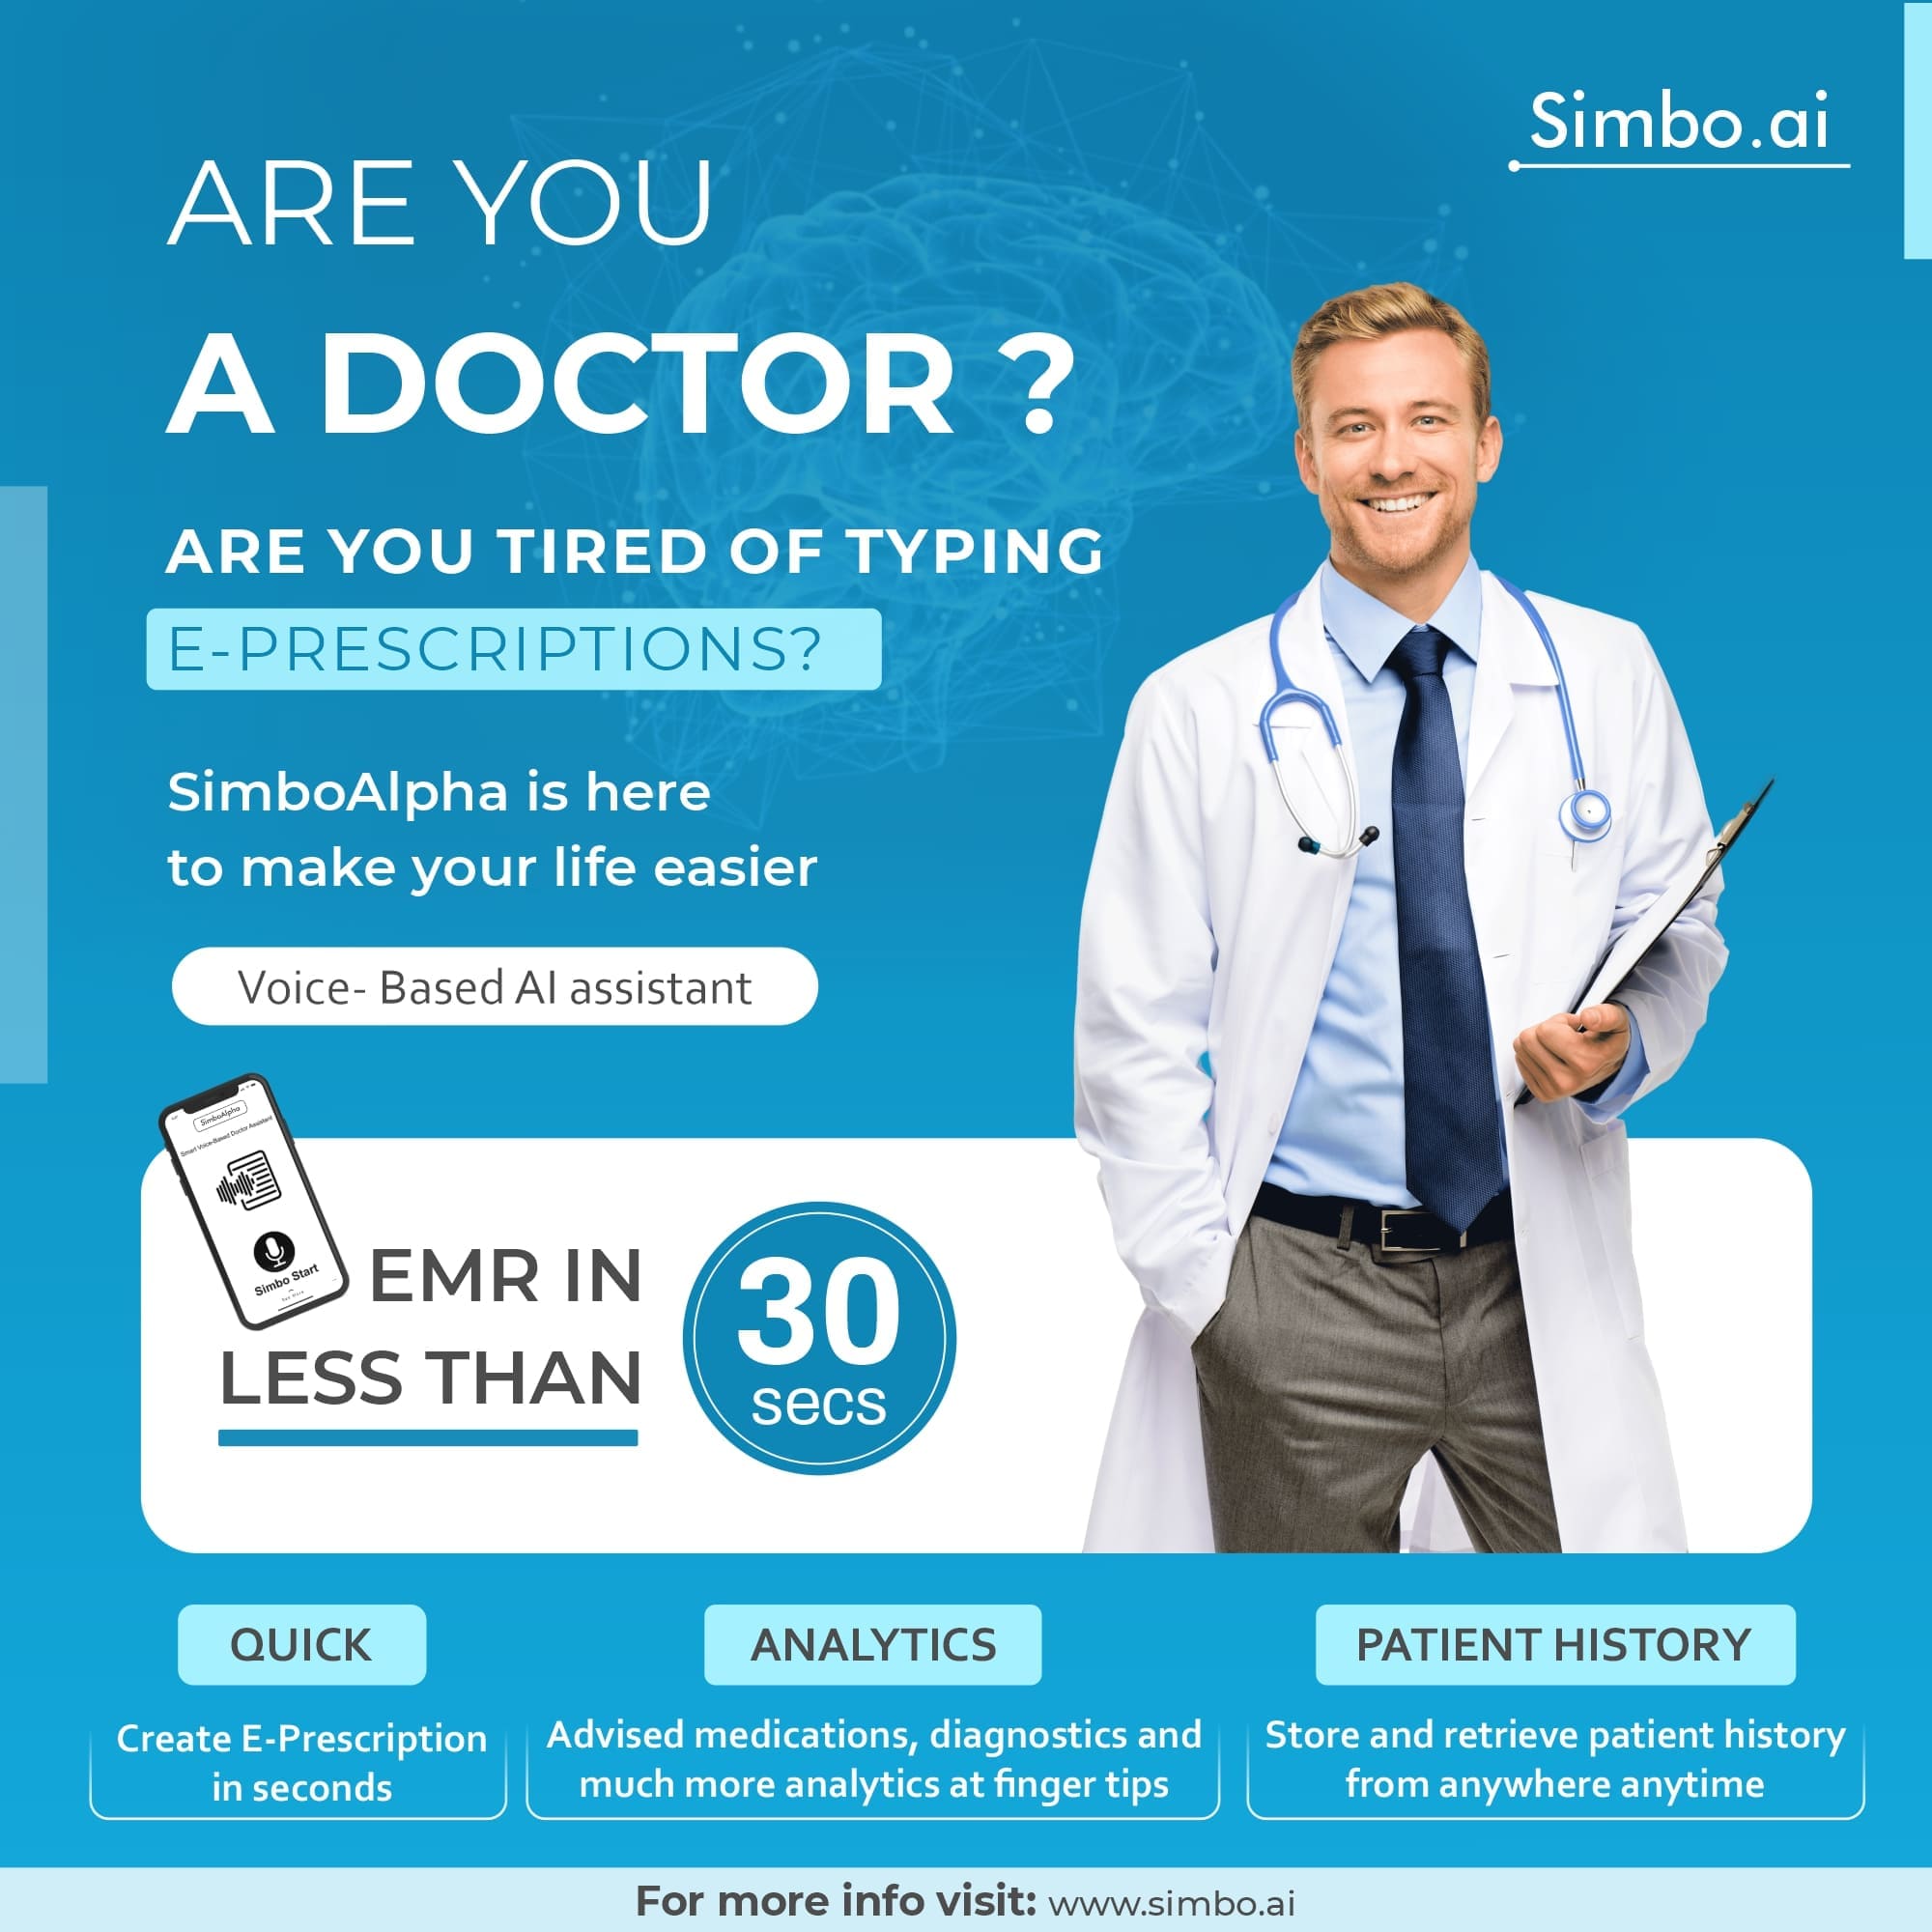 Simbo.ai
ARE YOU
A DOCTOR ?
ARE YOU TIRED OF TYPING
E-PRESCRIPTIONS?
SimboAlpha is here
to make your life easier
Voice- Based AI assistant
SimboAlpha
Smart Voice-Based Doctor Assistant
Simbo Start
EMR IN
LESS THAN
30
secs
QUICK
Create E-Prescription
in seconds
ANALYTICS
Advised medications, diagnostics and
much more analytics at finger tips
PATIENT HISTORY
Store and retrieve patient history
from anywhere anytime
For more info visit: www.simbo.ai